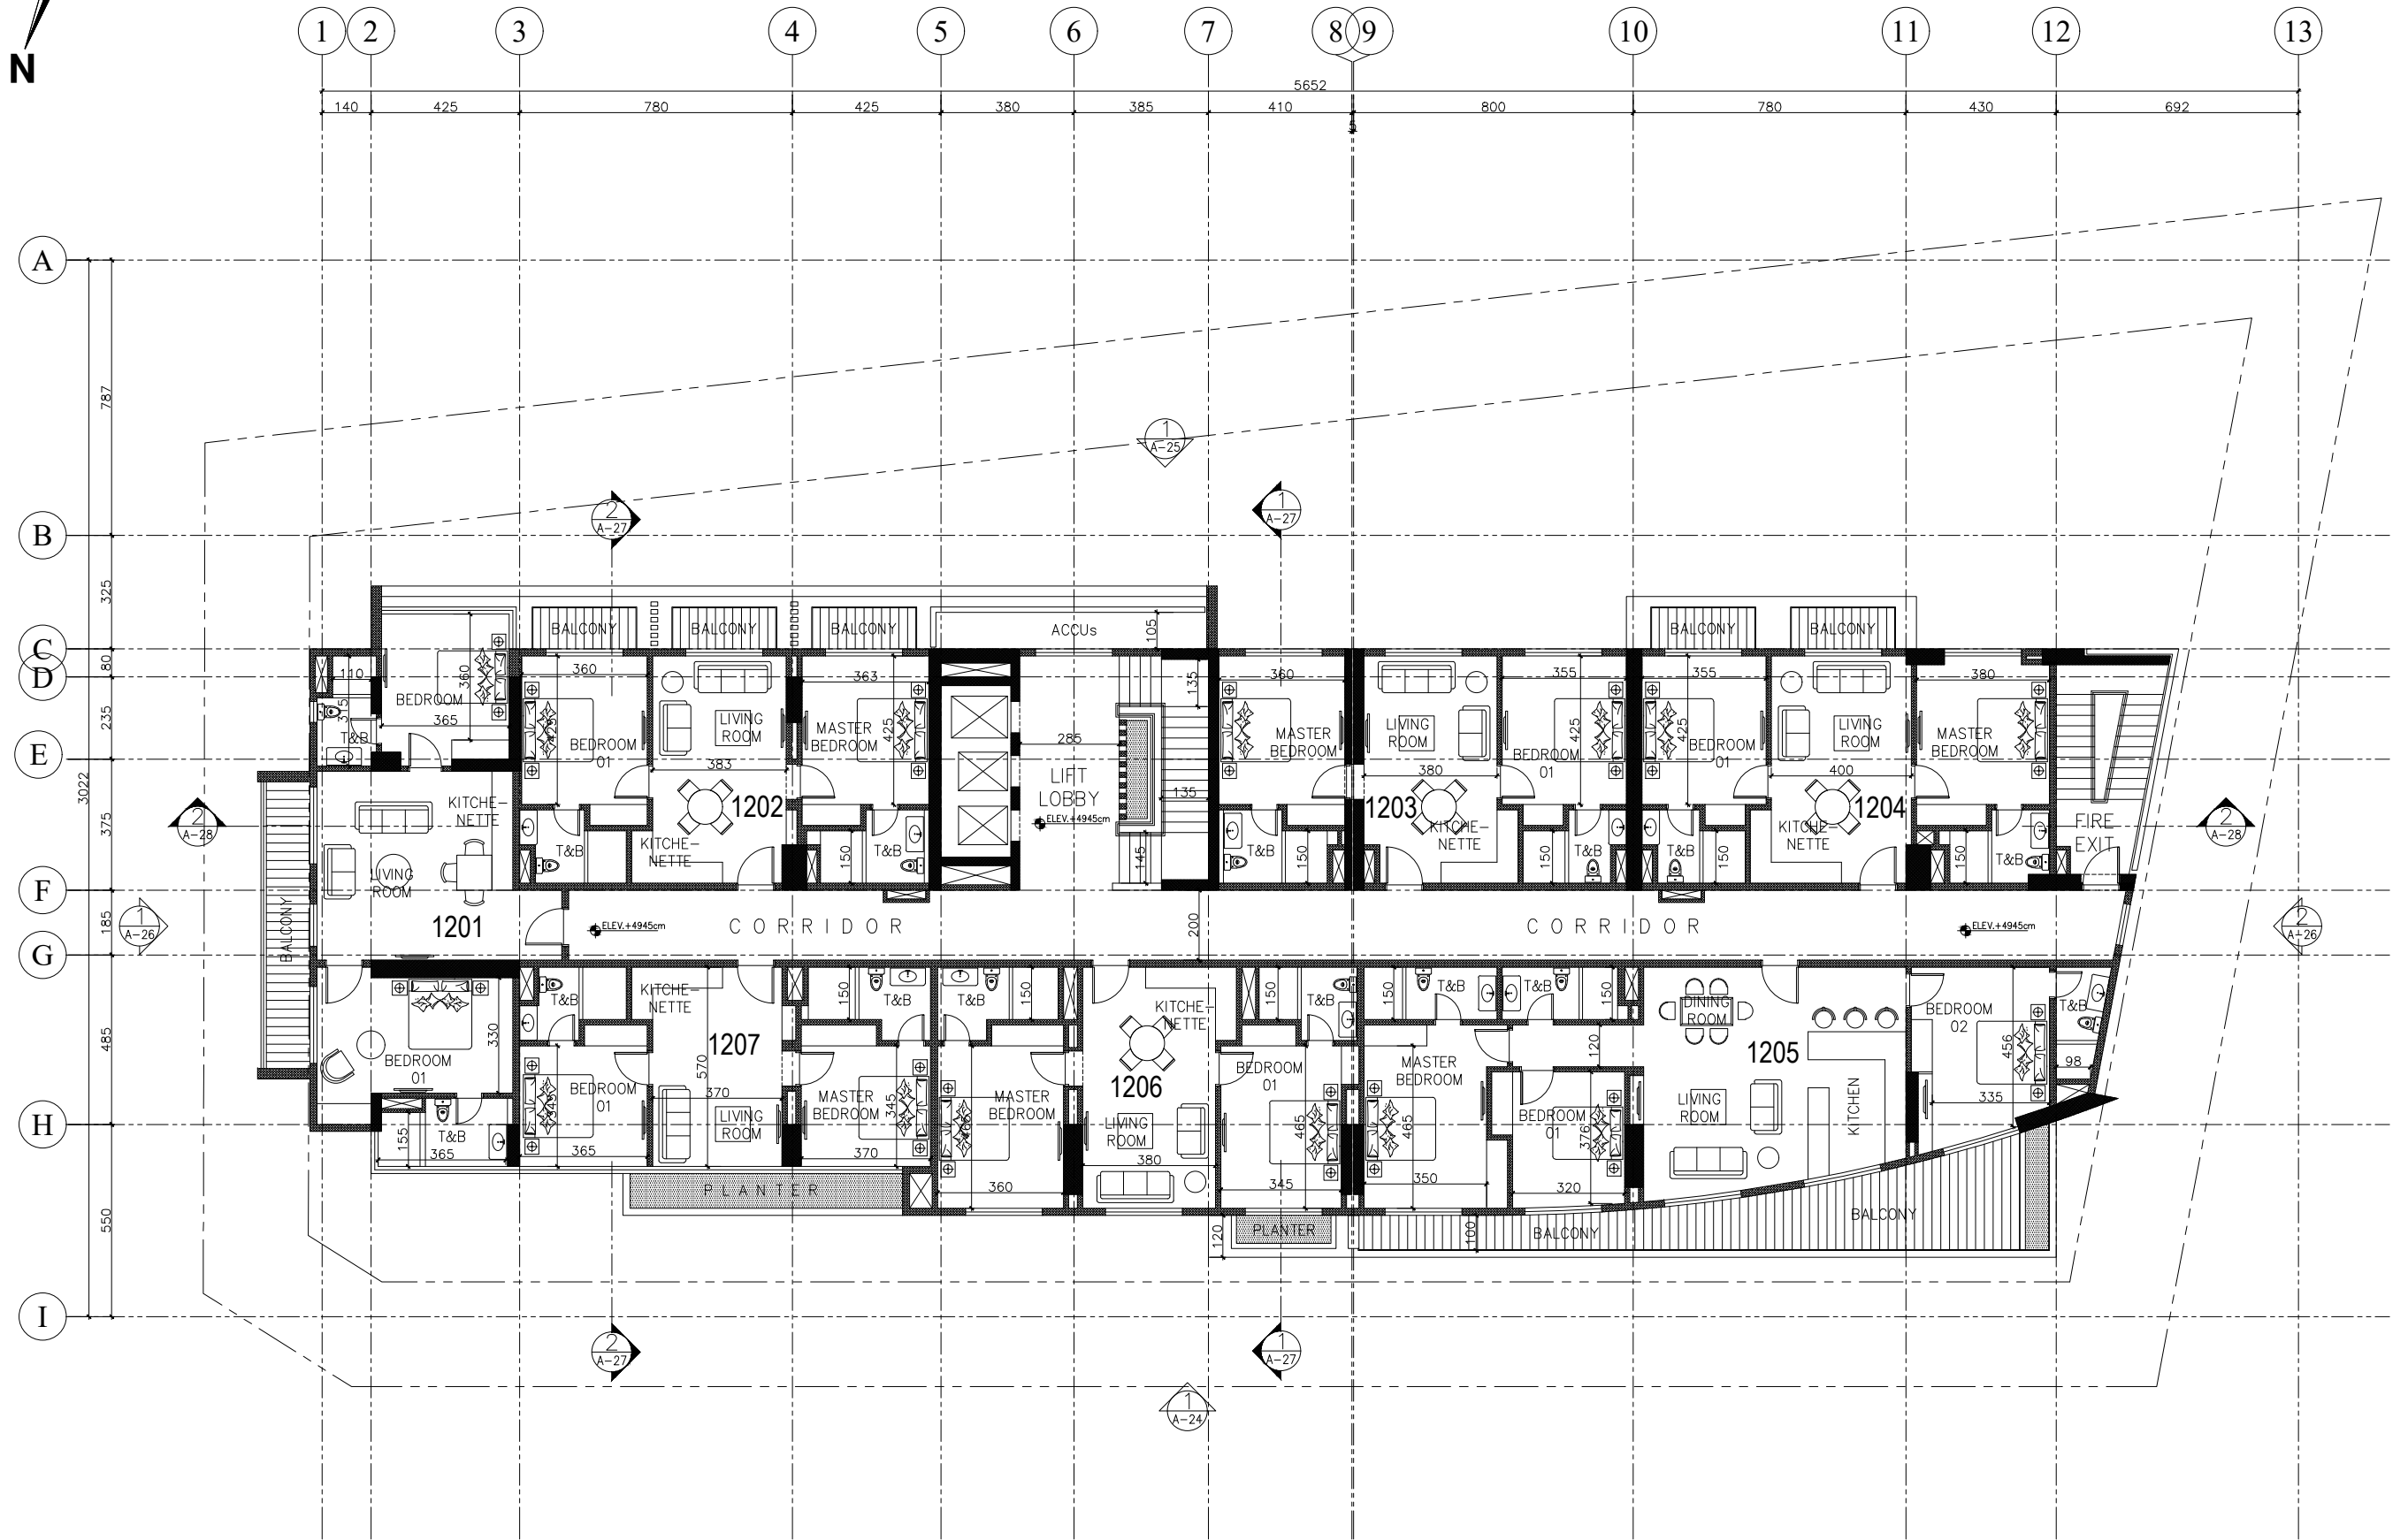 N
1 2 3 4 5 6 7 8 9 10 11 12 13
5652
140 425 780 425 380 385 410 5 800 780 430 692
A
B
C
D
E
F
G
H
I
3022
787
325
80
235
375
185
485
550
1
A-25
2
A-27
1
A-27
2
A-28
2
A-28
1
A-26
2
A-26
2
A-27
1
A-27
1
A-24
BALCONY BALCONY BALCONY ACCUs 105 BALCONY BALCONY
110
315
T&B
360
BEDROOM
365
360
425
BEDROOM
01
LIVING
ROOM
383
1202
KITCHE-
NETTE
T&B
363
MASTER
BEDROOM
425
150
T&B
285
LIFT
LOBBY
ELEV.+4945cm
135
135
145
360
MASTER
BEDROOM
T&B
150
LIVING
ROOM
380
1203
KITCHE-
NETTE
355
BEDROOM
01
425
150
T&B
355
425
BEDROOM
01
T&B
150
LIVING
ROOM
400
1204
KITCHE-
NETTE
380
MASTER
BEDROOM
150
T&B
FIRE
EXIT
KITCHE-
NETTE
LIVING
ROOM
1201
BALCONY
ELEV.+4945cm
CORRIDOR
200
CORRIDOR
ELEV.+4945cm
BEDROOM
01
330
T&B
155
365
T&B
KITCHE-
NETTE
1207
570
370
LIVING
ROOM
BEDROOM
01
345
365
150
T&B
MASTER
BEDROOM
345
370
PLANTER
T&B
150
MASTER
BEDROOM
465
360
KITCHE-
NETTE
1206
LIVING
ROOM
380
150
T&B
BEDROOM
01
465
345
PLANTER
120
150
T&B
MASTER
BEDROOM
465
350
T&B
150
120
BEDROOM
01
376
320
100
BALCONY
DINING
ROOM
1205
LIVING
ROOM
KITCHEN
BALCONY
BEDROOM
02
456
335
T&B
98